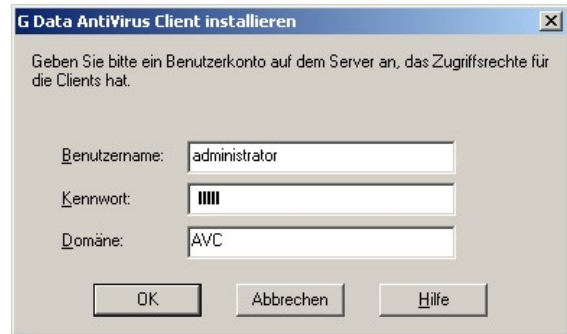 G Data AntiVirus Client installieren
Geben Sie bitte ein Benutzerkonto auf dem Server an, das Zugriffsrechte für
die Clients hat.
Benutzername: administrator
Kennwort:
Domäne: AVC
OK Abbrechen Hilfe